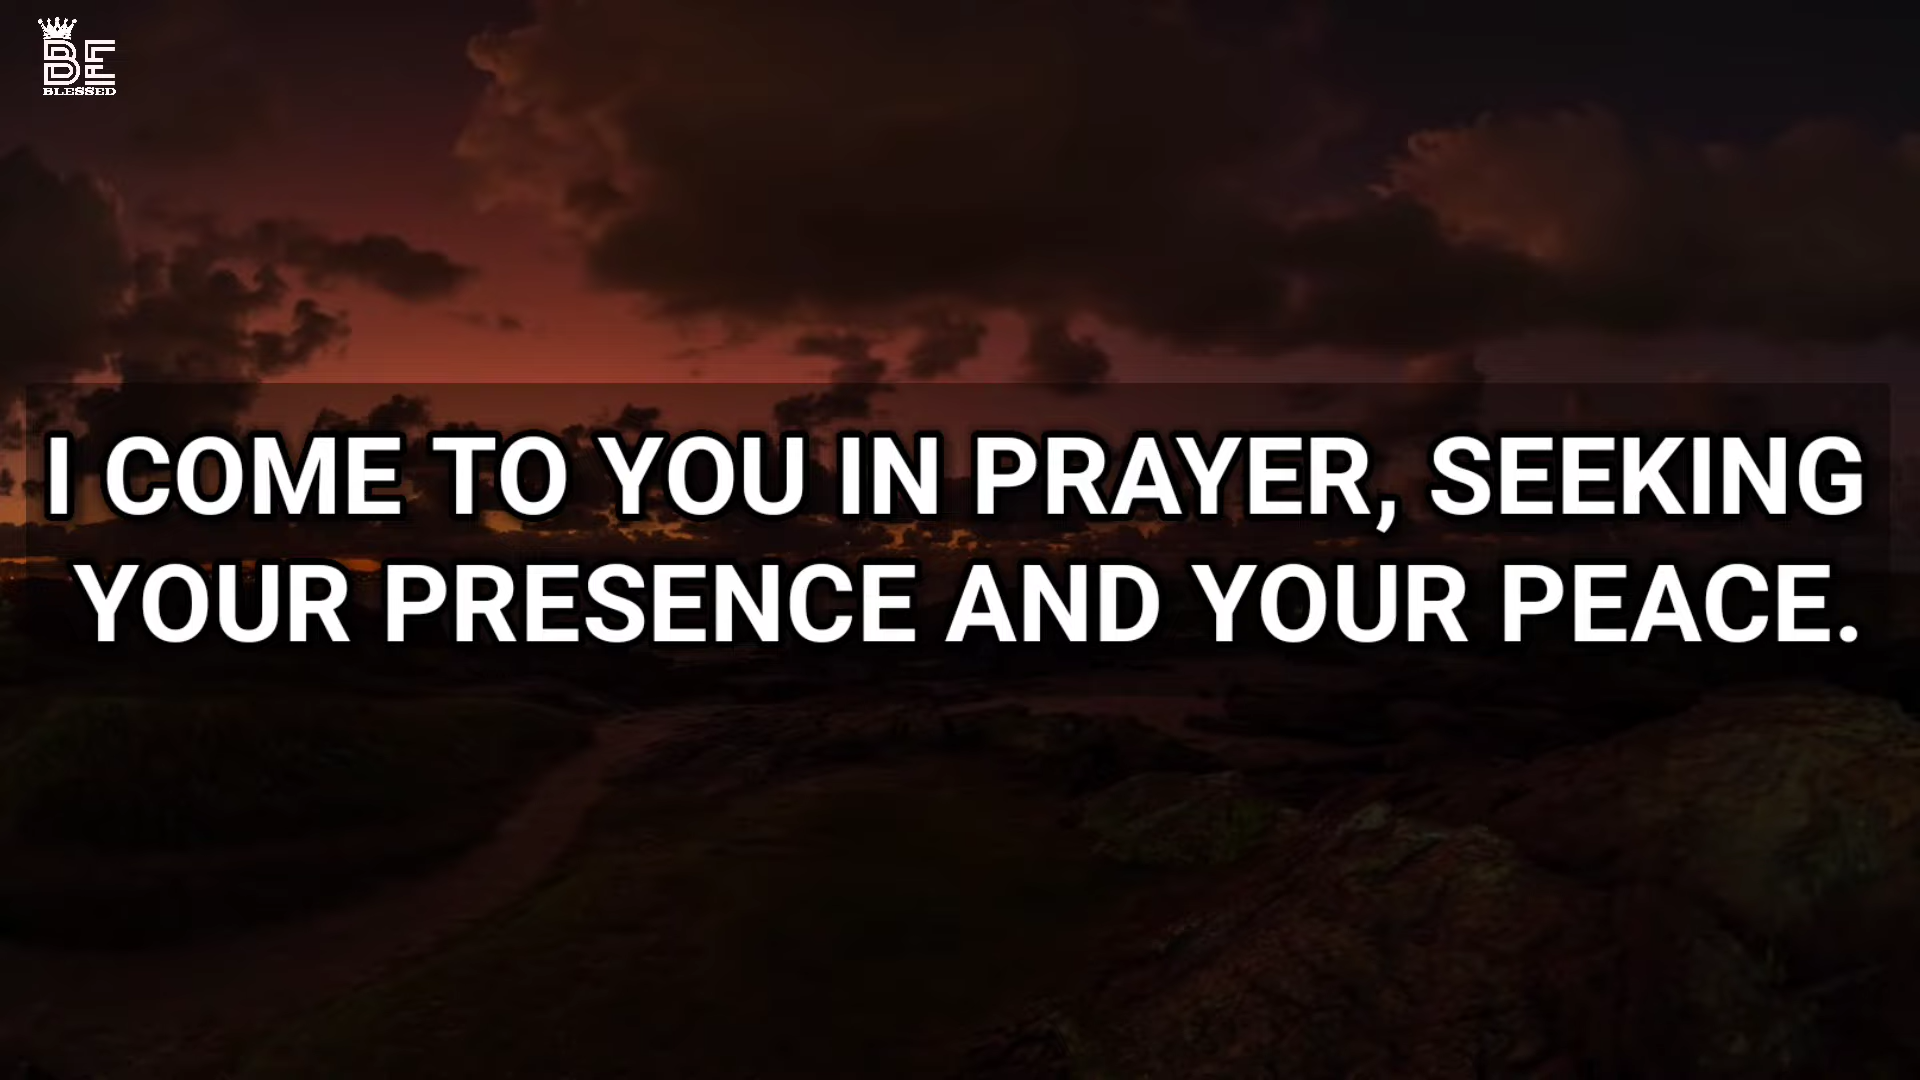 BE
BLESSED
I COME TO YOU IN PRAYER, SEEKING
YOUR PRESENCE AND YOUR PEACE.